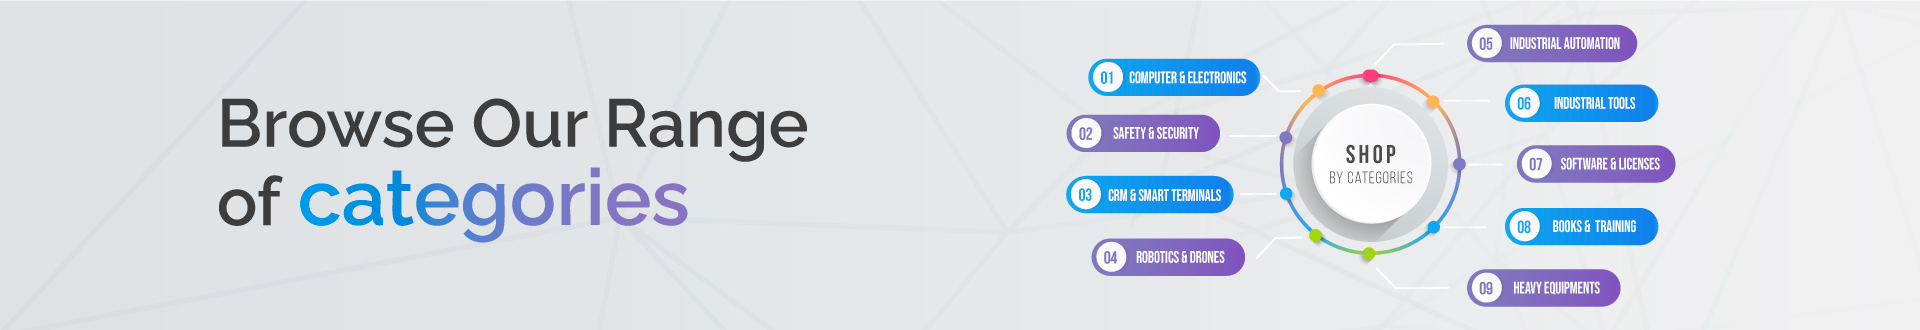 Browse Our Range
of categories
01 COMPUTER & ELECTRONICS
02 SAFETY & SECURITY
03 CRM & SMART TERMINALS
04 ROBOTICS & DRONES
SHOP
BY CATEGORIES
05 INDUSTRIAL AUTOMATION
06 INDUSTRIAL TOOLS
07 SOFTWARE & LICENSES
08 BOOKS & TRAINING
09 HEAVY EQUIPMENTS